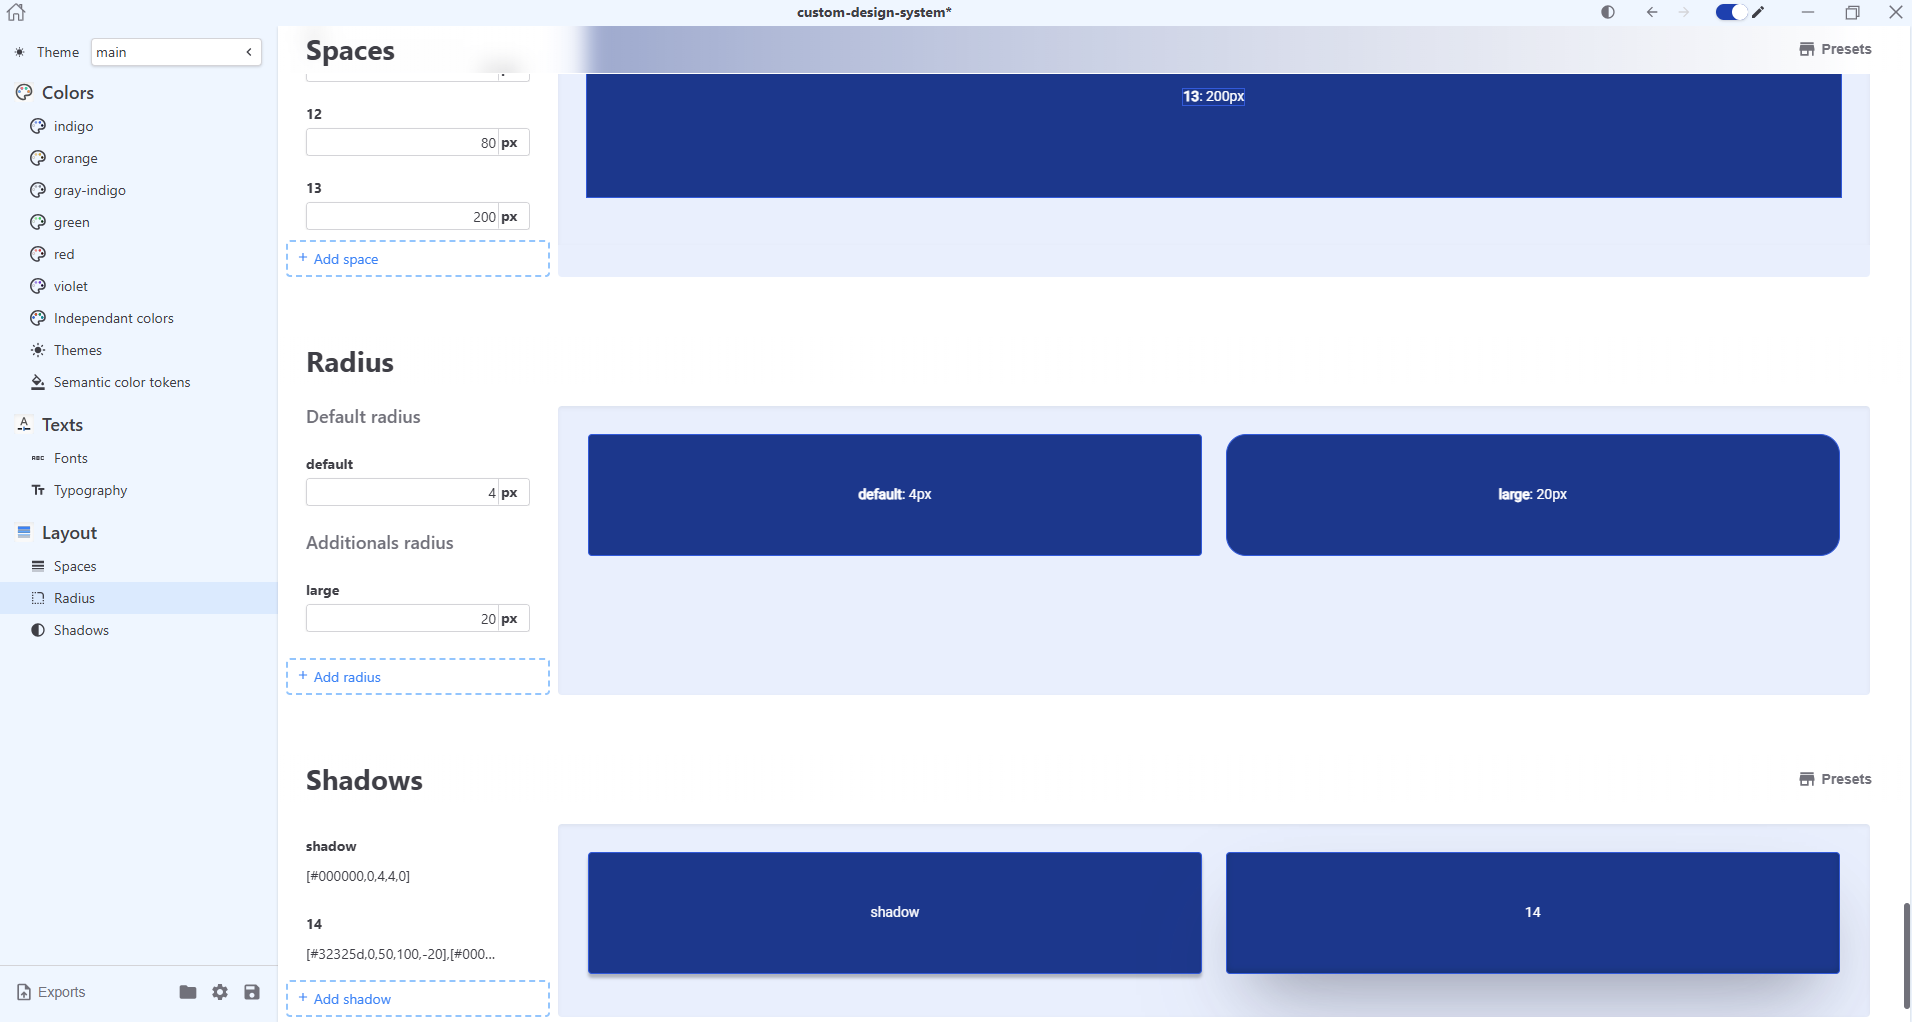 custom-design-system*
Theme
main
Colors
indigo
orange
gray-indigo
green
red
violet
Independant colors
Themes
Semantic color tokens
Texts
Fonts
Typography
Layout
Spaces
Radius
Shadows
Exports
Spaces
Presets
12
80 px
13
200 px
+ Add space
13: 200px
Radius
Default radius
default
4 px
Additionals radius
large
20 px
+ Add radius
default: 4px
large: 20px
Shadows
Presets
shadow
[#000000,0,4,4,0]
14
[#32325d,0,50,100,-20],[#000...
+ Add shadow
shadow
14